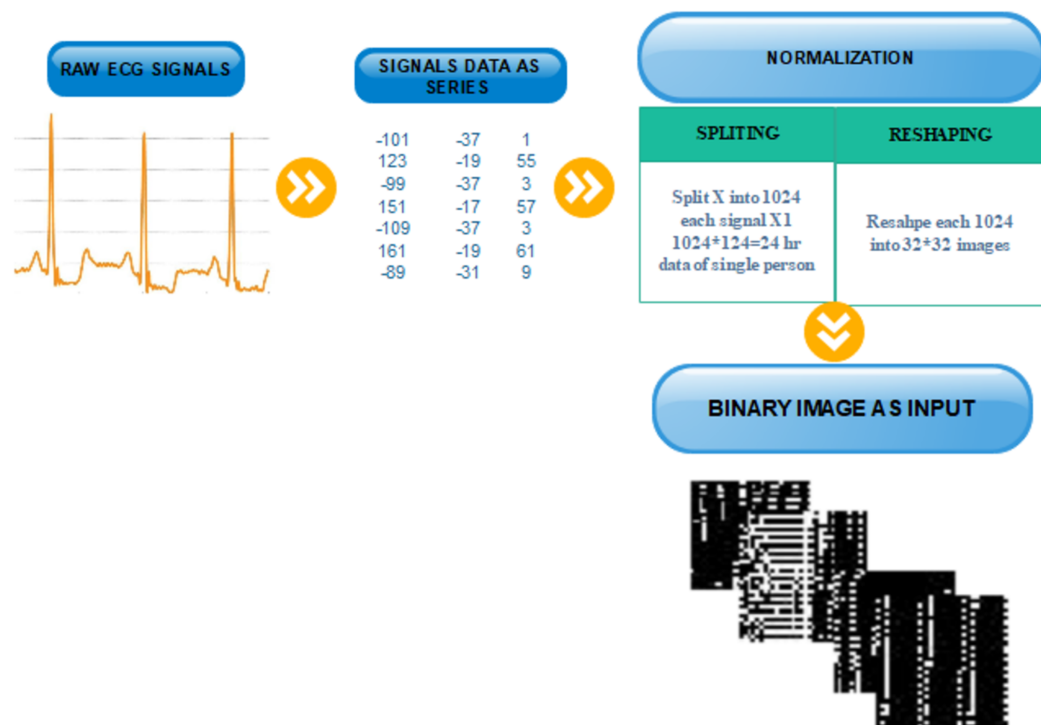 RAW ECG SIGNALS
SIGNALS DATA AS
SERIES
-101 -37 1
123 -19 55
-99 -37 3
151 -17 57
-109 -37 3
161 -19 61
-89 -31 9
NORMALIZATION
SPLITING
Split X into 1024
each signal X1
1024*124=24 hr
data of single person
RESHAPING
Resahpe each 1024
into 32*32 images
BINARY IMAGE AS INPUT